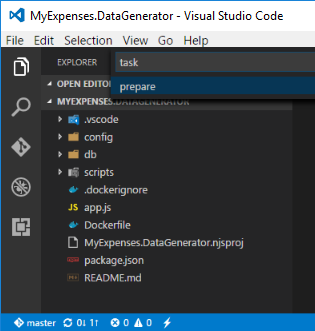 MyExpenses.DataGenerator - Visual Studio Code
File Edit Selection View Go Help
EXPLORER
task
OPEN EDITO
prepare
MYEXPENSES.DATAGENERATOR
.vscode
config
db
scripts
.dockerignore
JS app.js
Dockerfile
MyExpenses.DataGenerator.njsproj
package.json
README.md
master 0↓ 1↑ 0 0